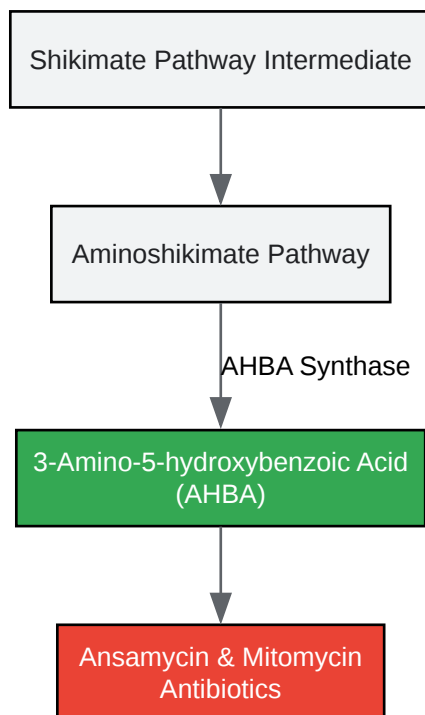 Shikimate Pathway Intermediate
Aminoshikimate Pathway
AHBA Synthase
3-Amino-5-hydroxybenzoic Acid
(AHBA)
Ansamycin & Mitomycin
Antibiotics